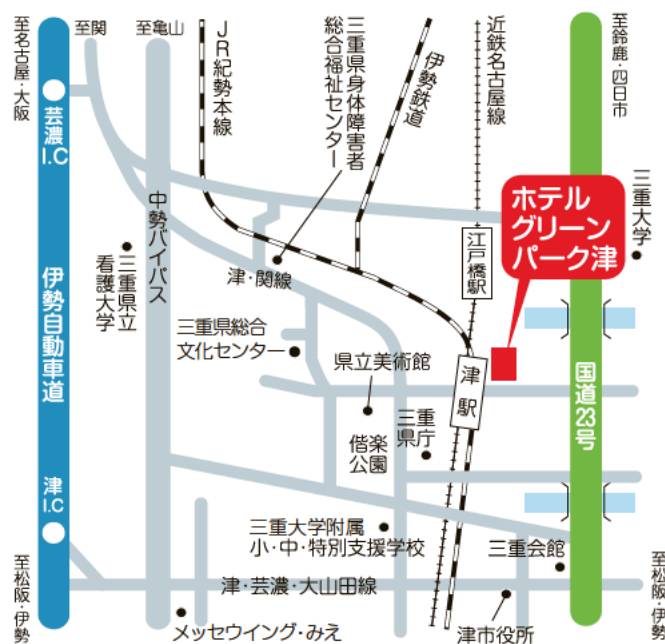 至名古屋・大阪
至関
至亀山
JR紀勢本線
三重県身体障害者
総合福祉センター
伊勢鉄道
近鉄名古屋線
至鈴鹿・四日市
芸濃
I.C
中勢バイパス
三重県立
看護大学
津・関線
江戸橋駅
ホテル
グリーン
パーク津
三重大学
伊勢自動車道
三重県総合
文化センター
県立美術館
津駅
国道23号
偕楽
公園
三重
県庁
津
I.C
三重大学附属
小・中・特別支援学校
三重会館
至松阪・伊勢
津・芸濃・大山田線
至松阪・伊勢
メッセウイング・みえ
津市役所